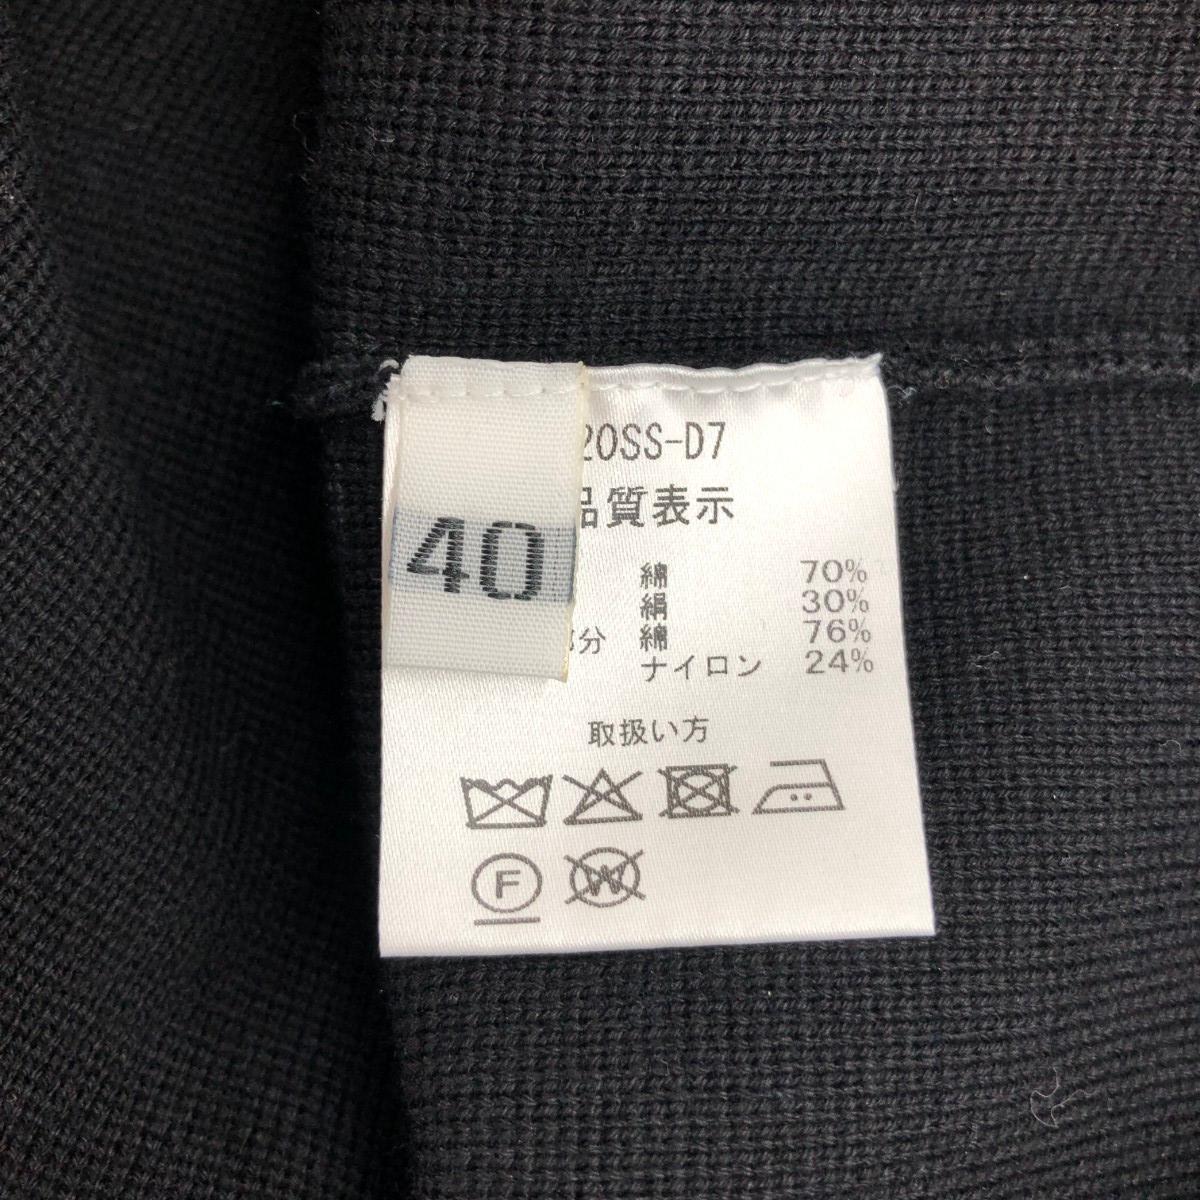 20SS-D7
品質表示
40
綿 70%
絹 30%
部分 綿 76%
ナイロン 24%
取扱い方
F
W